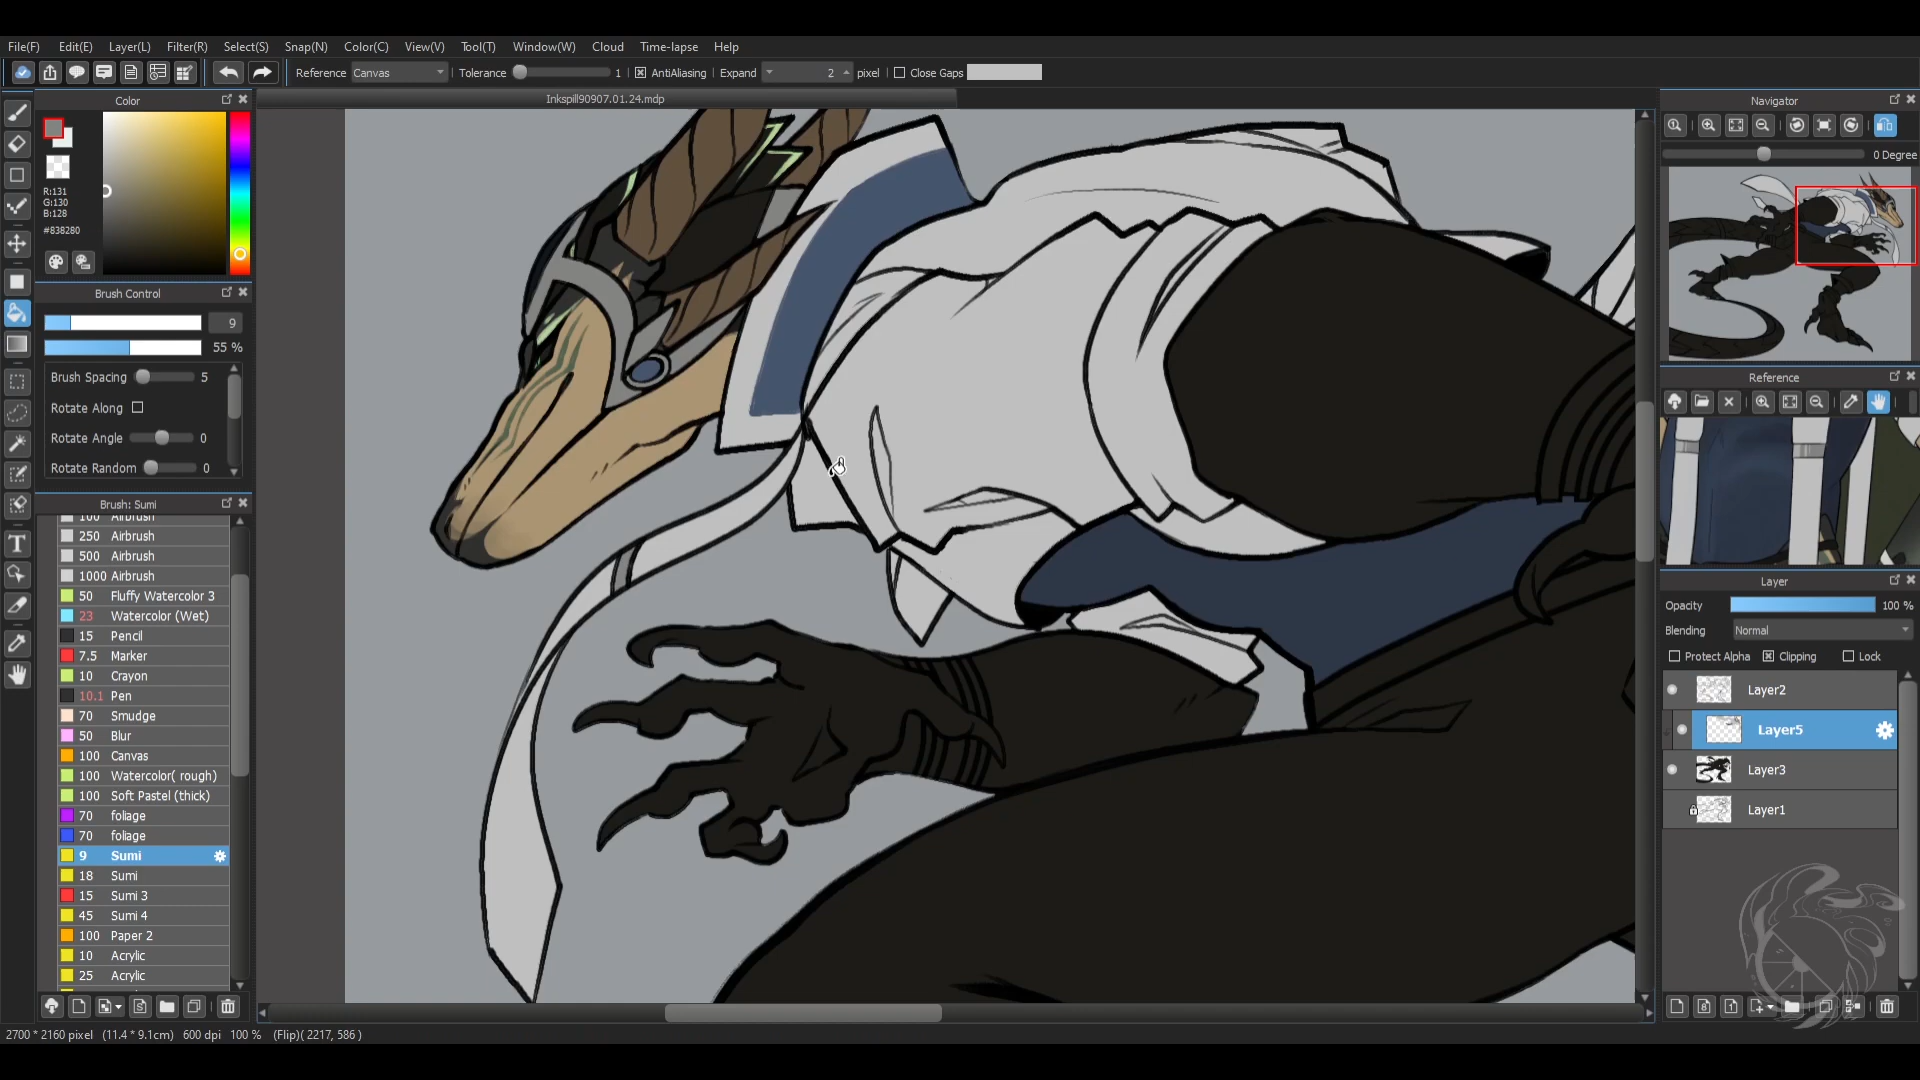 File(F) Edit(E) Layer(L) Filter(R) Select(S) Snap(N) Color(C) View(V) Tool(T) Window(W) Cloud Time-lapse Help
Reference Canvas Tolerance 1 AntiAliasing Expand 2 pixel Close Gaps
Color
Inkspill90907.01.24.mdp
Navigator
0 Degree
R:131
G:130
B:128
#838280
Brush Control
9
55 %
Brush Spacing 5
Rotate Along
Rotate Angle 0
Rotate Random 0
Reference
Brush: Sumi
100 Airbrush
250 Airbrush
500 Airbrush
1000 Airbrush
50 Fluffy Watercolor 3
23 Watercolor (Wet)
15 Pencil
7.5 Marker
10 Crayon
10.1 Pen
70 Smudge
50 Blur
100 Canvas
100 Watercolor( rough)
100 Soft Pastel (thick)
70 foliage
70 foliage
9 Sumi
18 Sumi
15 Sumi 3
45 Sumi 4
100 Paper 2
10 Acrylic
25 Acrylic
Layer
Opacity 100 %
Blending Normal
Protect Alpha Clipping Lock
Layer2
Layer5
Layer3
Layer1
2700 * 2160 pixel (11.4 * 9.1cm) 600 dpi 100 % (Flip)( 2217, 586 )